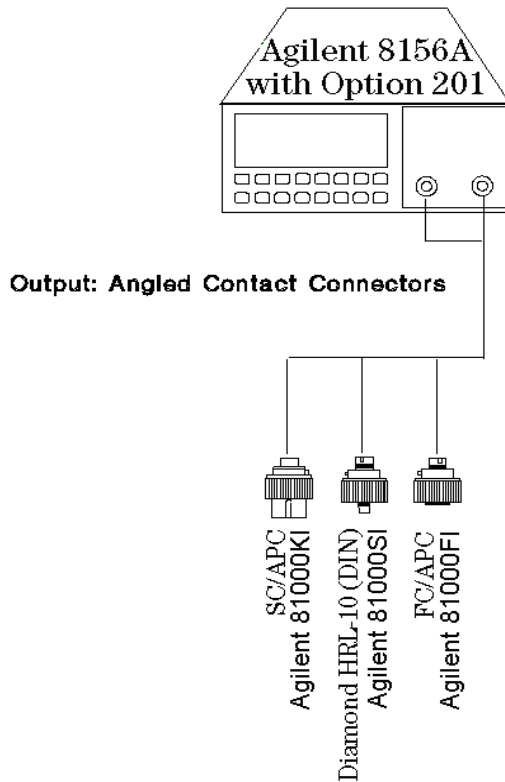 Agilent 8156A
with Option 201
Output: Angled Contact Connectors
SC/APC
Agilent 81000KI
Diamond HRL-10 (DIN)
Agilent 81000SI
FC/APC
Agilent 81000FI